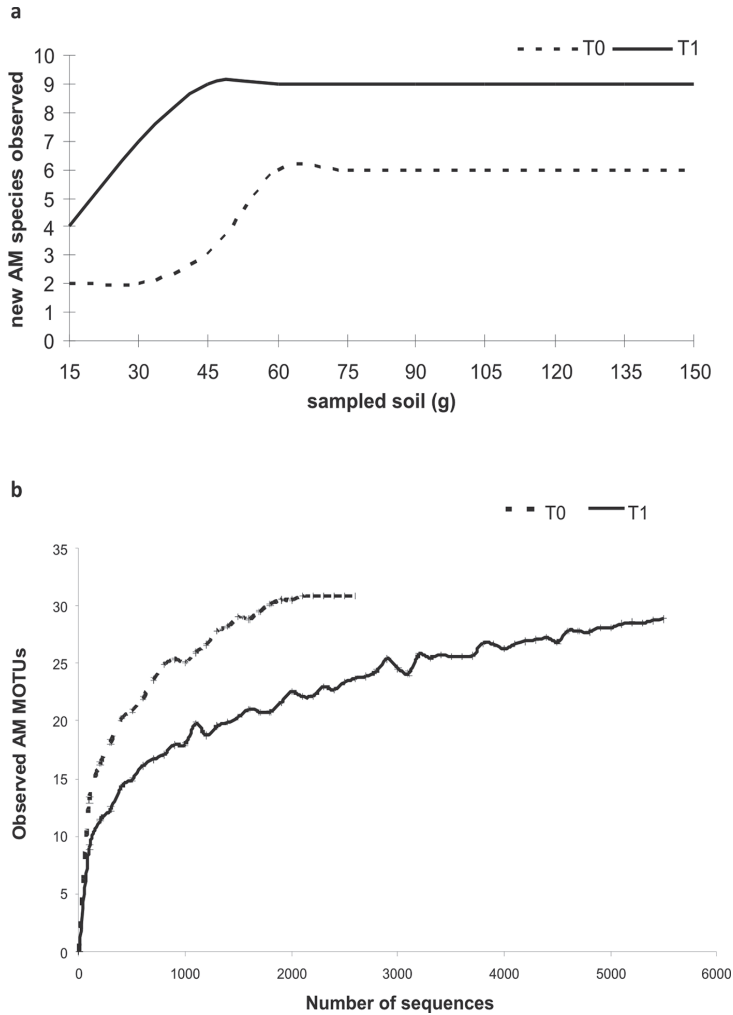 a
T0 T1
10
9
8
7
6
5
4
3
2
1
0
new AM species observed
15 30 45 60 75 90 105 120 135 150
sampled soil (g)
b
T0 T1
35
30
25
20
15
10
5
0
Observed AM MOTUs
0 1000 2000 3000 4000 5000 6000
Number of sequences